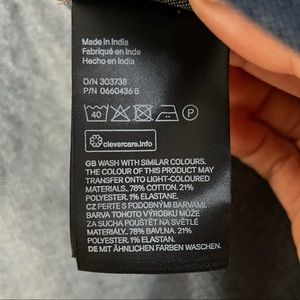 Made in India
Fabriqué en Inde
Hecho en India
O/N 303738
P/N 0660436 B
40
P
clevercare.info
GB WASH WITH SIMILAR COLOURS.
THE COLOUR OF THIS PRODUCT MAY
TRANSFER ONTO LIGHT-COLOURED
MATERIALS. 78% COTTON. 21%
POLYESTER. 1% ELASTANE.
CZ PERTE S PODOBNÝMI BARVAMI.
BARVA TOHOTO VÝROBKU MŮŽE
ZA SUCHA POUŠTĚT NA SVĚTLÝ
MATERIÁL. 78% BAVLNA. 21%
POLYESTER. 1% ELASTAN.
DE MIT ÄHNLICHEN FARBEN WASCHEN.